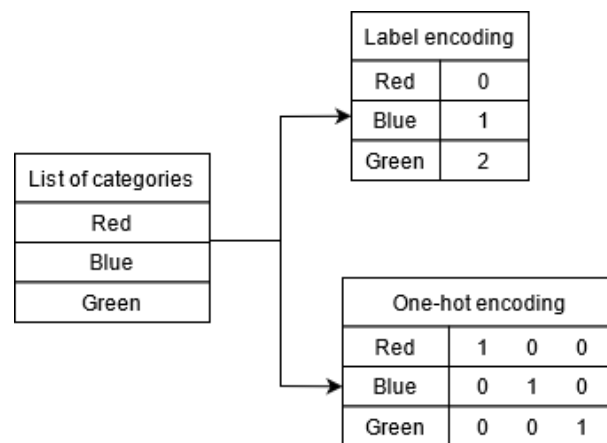 Label encoding
Red 0
Blue 1
Green 2
List of categories
Red
Blue
Green
One-hot encoding
Red 1 0 0
Blue 0 1 0
Green 0 0 1